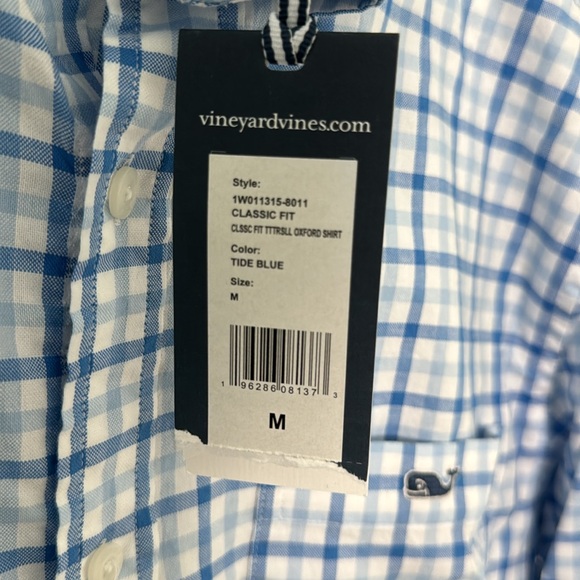 vineyardvines.com
Style:
1W011315-8011
CLASSIC FIT
CLSSC FIT TTTRSLL OXFORD SHIRT
Color:
TIDE BLUE
Size:
M
1 96286 08137 3
M